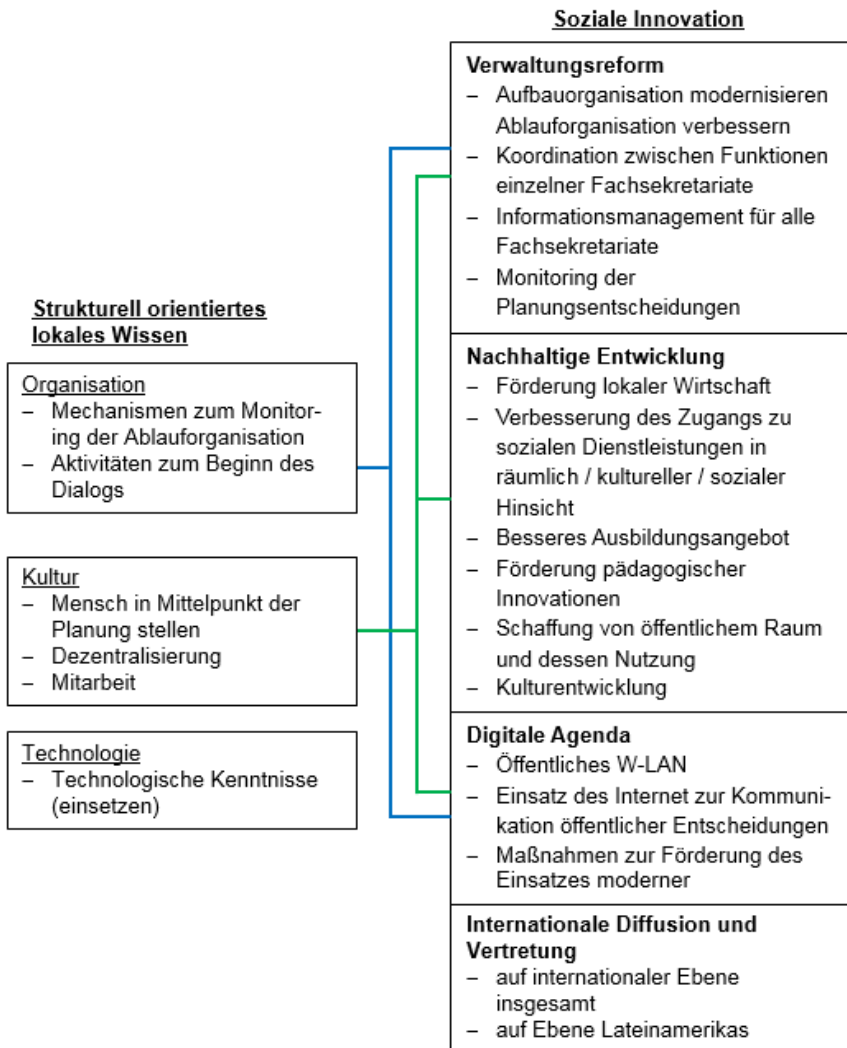 Soziale Innovation
Verwaltungsreform
– Aufbauorganisation modernisieren
Ablauforganisation verbessern
– Koordination zwischen Funktionen
einzelner Fachsekretariate
– Informationsmanagement für alle
Fachsekretariate
– Monitoring der
Planungsentscheidungen
Strukturell orientiertes
lokales Wissen
Organisation
– Mechanismen zum Monitor-
ing der Ablauforganisation
– Aktivitäten zum Beginn des
Dialogs
Kultur
– Mensch in Mittelpunkt der
Planung stellen
– Dezentralisierung
– Mitarbeit
Technologie
– Technologische Kenntnisse
(einsetzen)
Nachhaltige Entwicklung
– Förderung lokaler Wirtschaft
– Verbesserung des Zugangs zu
sozialen Dienstleistungen in
räumlich / kultureller / sozialer
Hinsicht
– Besseres Ausbildungsangebot
– Förderung pädagogischer
Innovationen
– Schaffung von öffentlichem Raum
und dessen Nutzung
– Kulturentwicklung
Digitale Agenda
– Öffentliches W-LAN
– Einsatz des Internet zur Kommuni-
kation öffentlicher Entscheidungen
– Maßnahmen zur Förderung des
Einsatzes moderner
Internationale Diffusion und
Vertretung
– auf internationaler Ebene
insgesamt
– auf Ebene Lateinamerikas